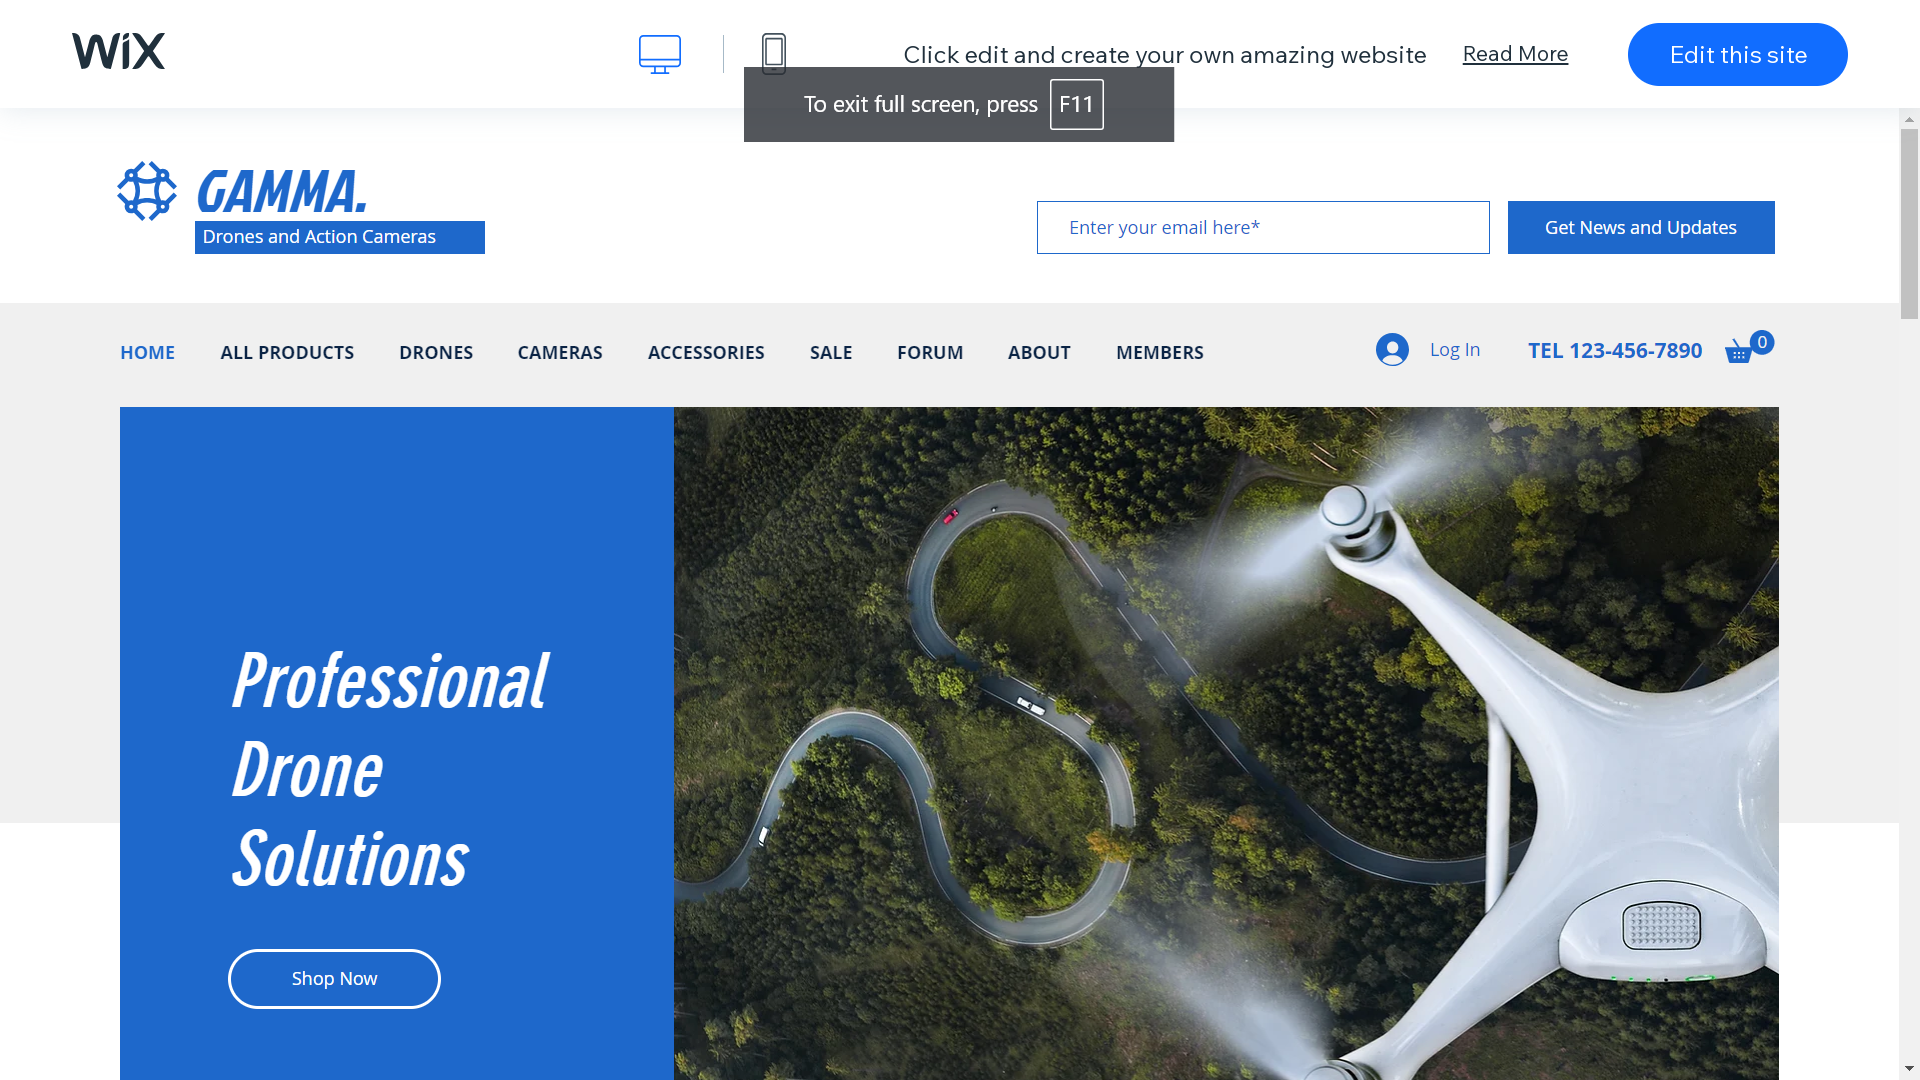 WiX
Click edit and create your own amazing website
Read More
Edit this site
To exit full screen, press F11
GAMMA.
Drones and Action Cameras
Enter your email here*
Get News and Updates
HOME ALL PRODUCTS DRONES CAMERAS ACCESSORIES SALE FORUM ABOUT MEMBERS
Log In
TEL 123-456-7890
0
Professional
Drone
Solutions
Shop Now